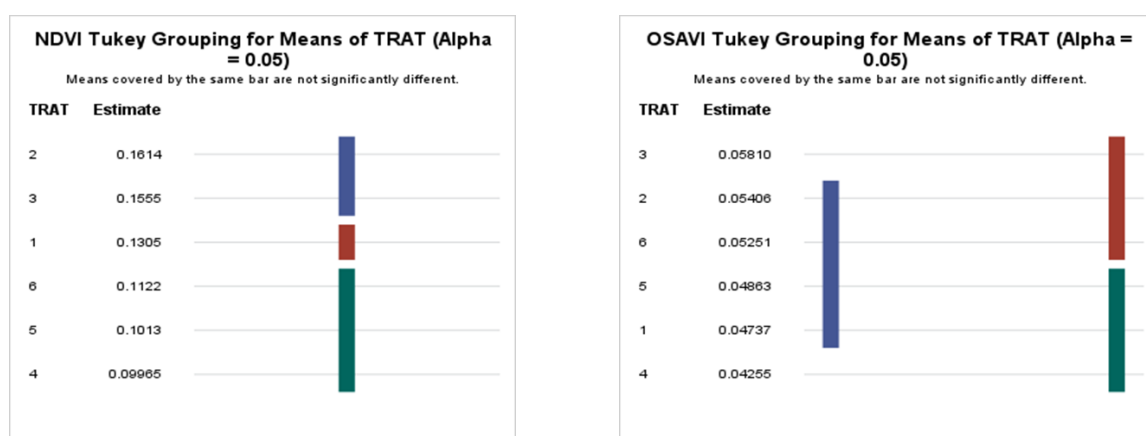 NDVI Tukey Grouping for Means of TRAT (Alpha
= 0.05)
Means covered by the same bar are not significantly different.
TRAT Estimate
2 0.1614
3 0.1555
1 0.1305
6 0.1122
5 0.1013
4 0.09965
OSAVI Tukey Grouping for Means of TRAT (Alpha =
0.05)
Means covered by the same bar are not significantly different.
TRAT Estimate
3 0.05810
2 0.05406
6 0.05251
5 0.04863
1 0.04737
4 0.04255